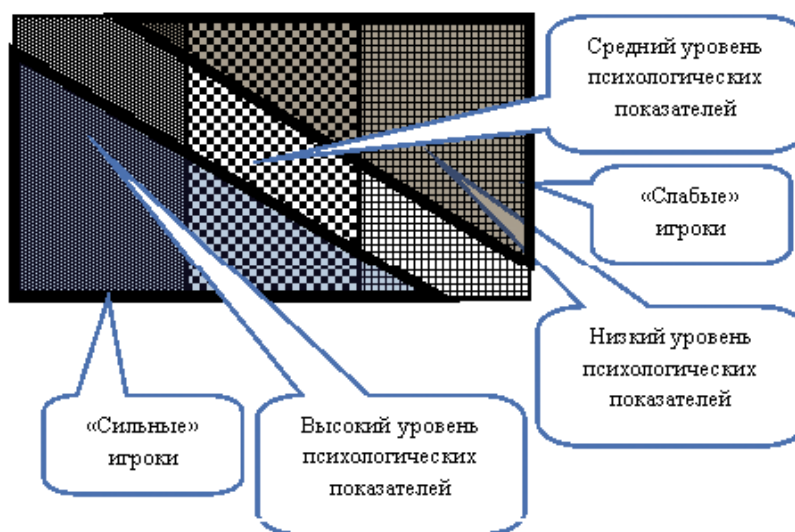 Средний уровень
психологических
показателей
«Слабые»
игроки
Низкий уровень
психологических
показателей
«Сильные»
игроки
Высокий уровень
психологических
показателей